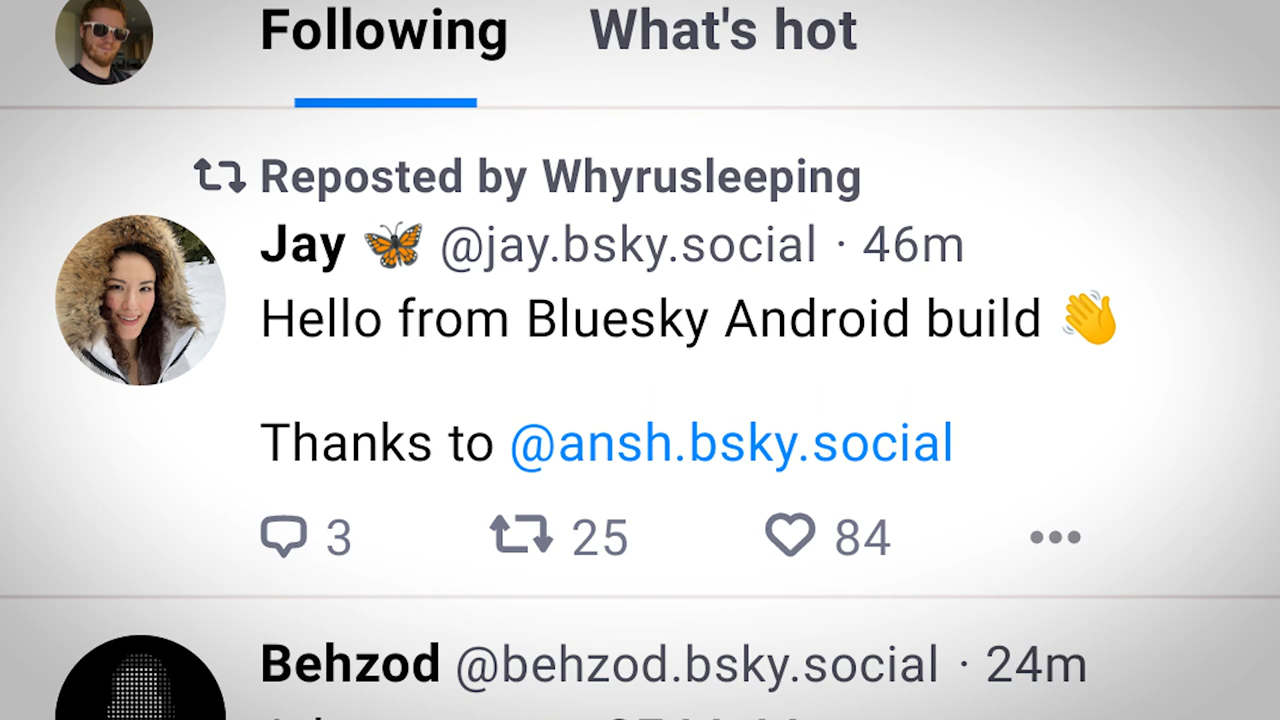 Following What's hot
Reposted by Whyrusleeping
Jay 🦋 @jay.bsky.social · 46m
Hello from Bluesky Android build 👋
Thanks to @ansh.bsky.social
3 25 84
Behzod @behzod.bsky.social · 24m